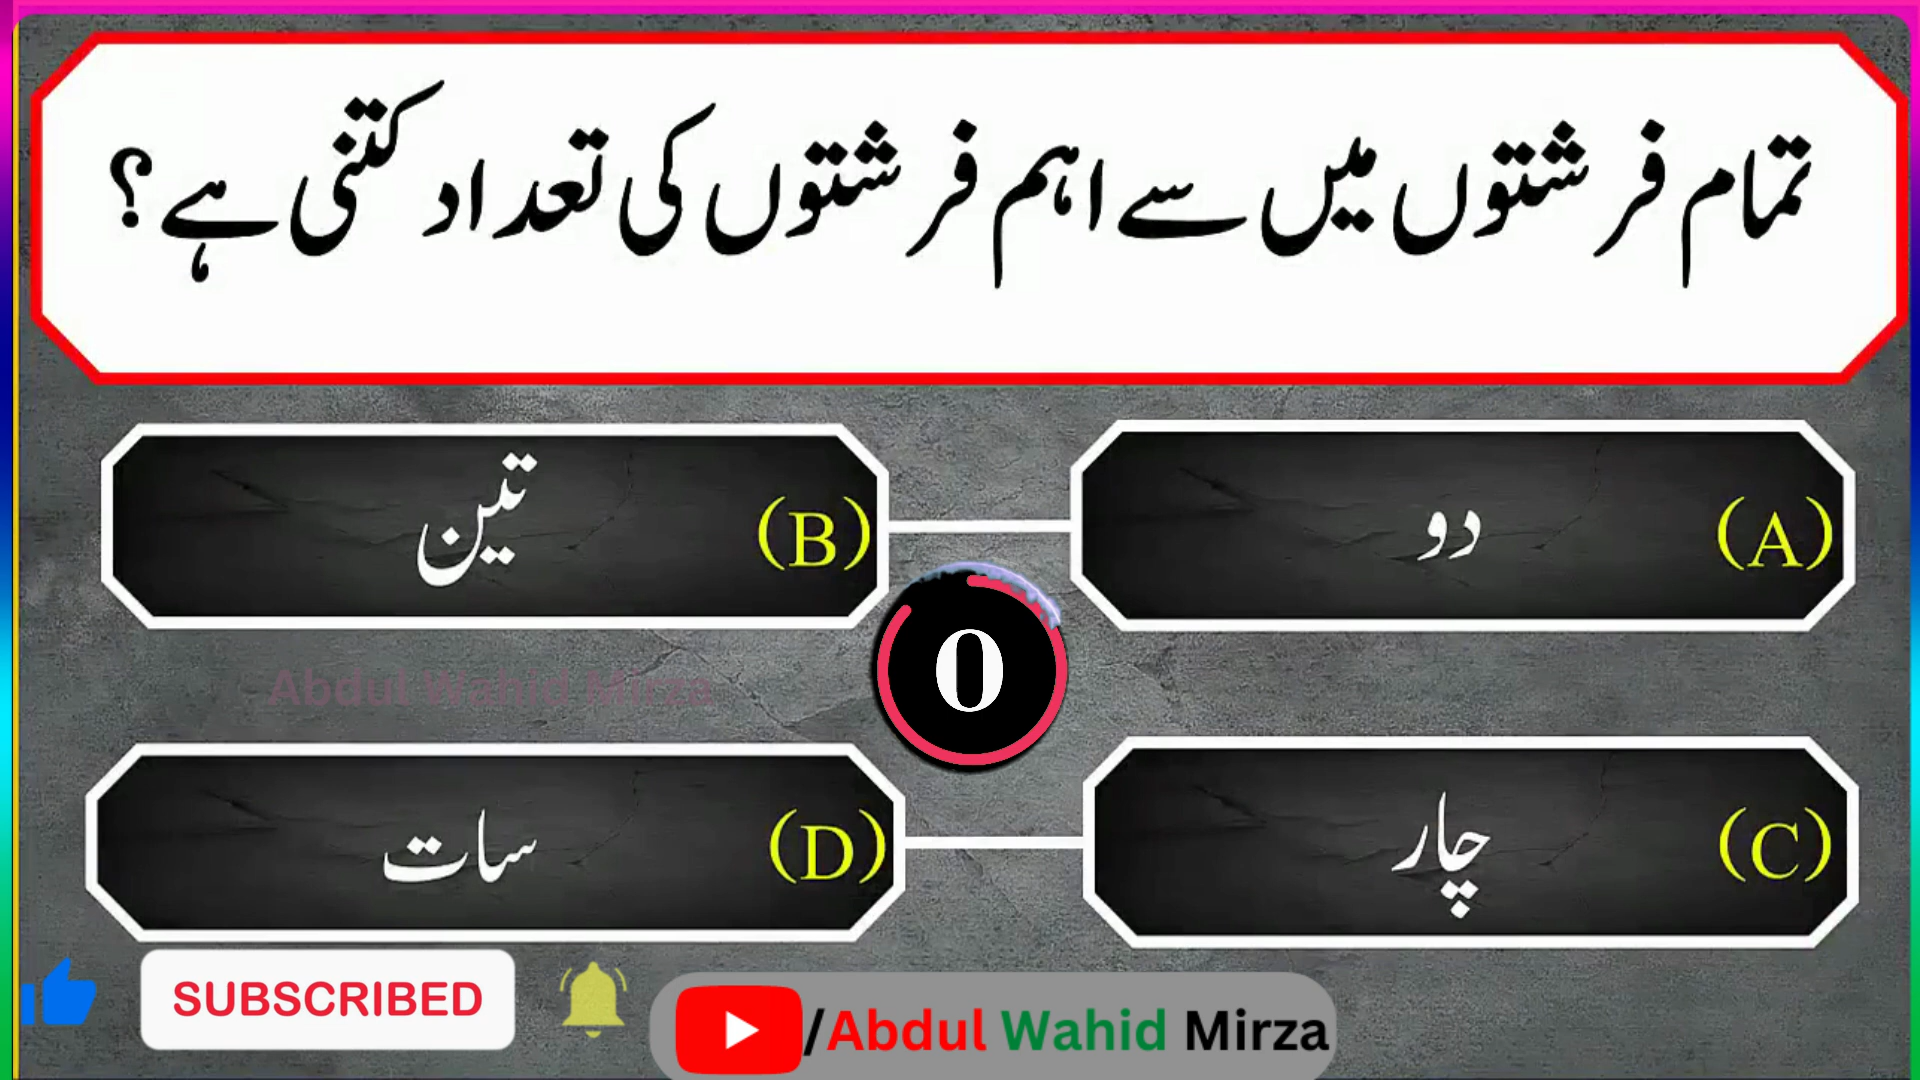 تمام فرشتوں میں سے اہم فرشتوں کی تعداد کتنی ہے؟
(A) دو
(B) تین
0
Abdul Wahid Mirza
(C) چار
(D) سات
SUBSCRIBED
/Abdul Wahid Mirza